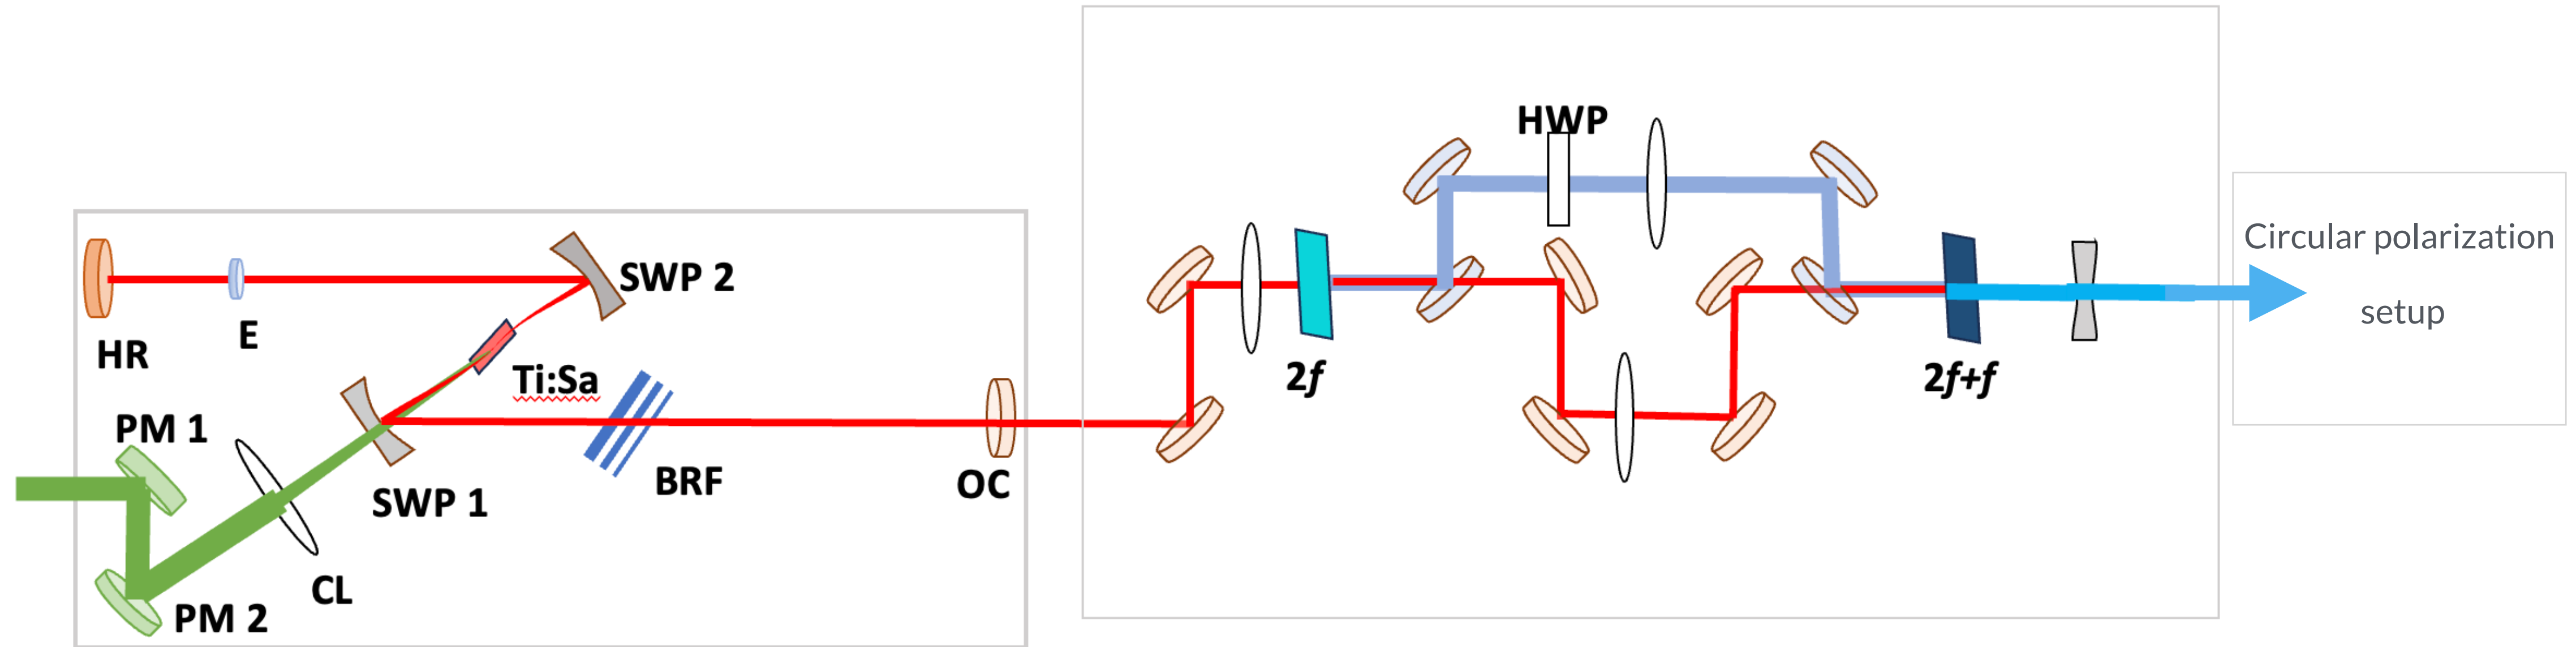 HR
E
SWP 2
Ti:Sa
PM 1
SWP 1
BRF
OC
CL
PM 2
HWP
2f
2f+f
Circular polarization
setup